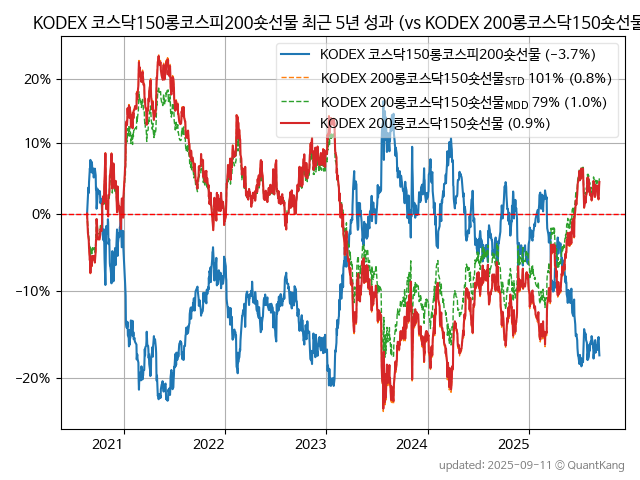 KODEX 코스닥150롱코스피200숏선물 최근 5년 성과 (vs KODEX 200롱코스닥150숏선물
KODEX 코스닥150롱코스피200숏선물 (−3.7%)
KODEX 200롱코스닥150숏선물STD 101% (0.8%)
KODEX 200롱코스닥150숏선물MDD 79% (1.0%)
KODEX 200롱코스닥150숏선물 (0.9%)
20%
10%
0%
−10%
−20%
2021 2022 2023 2024 2025
updated: 2025-09-11 © QuantKang